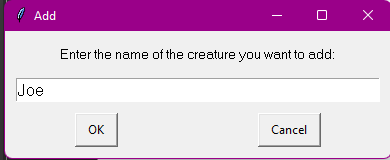 Add
Enter the name of the creature you want to add:
Joe
OK
Cancel